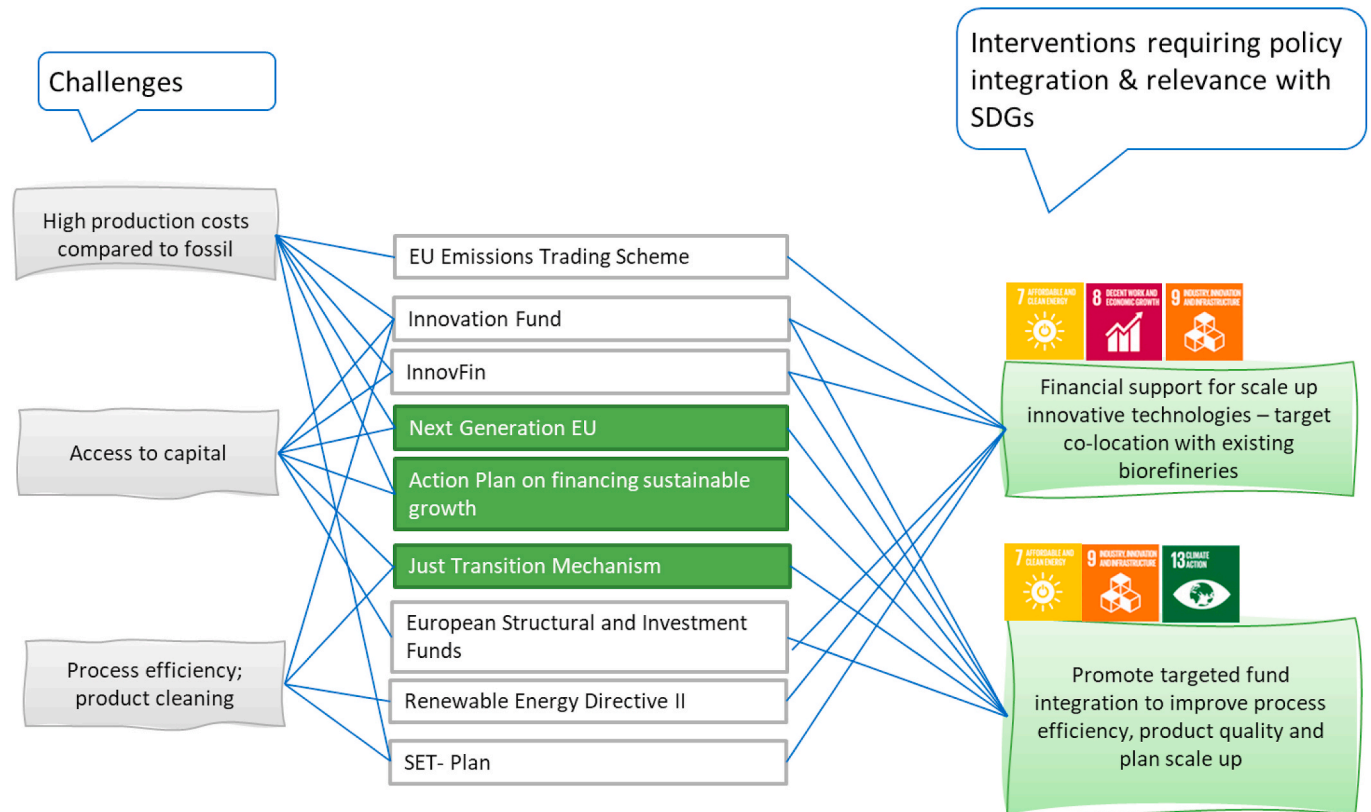 Challenges
Interventions requiring policy
integration & relevance with
SDGs
High production costs
compared to fossil
Access to capital
Process efficiency;
product cleaning
EU Emissions Trading Scheme
Innovation Fund
InnovFin
Next Generation EU
Action Plan on financing sustainable
growth
Just Transition Mechanism
European Structural and Investment
Funds
Renewable Energy Directive II
SET- Plan
7 AFFORDABLE AND
CLEAN ENERGY
8 DECENT WORK AND
ECONOMIC GROWTH
9 INDUSTRY, INNOVATION
AND INFRASTRUCTURE
Financial support for scale up
innovative technologies – target
co-location with existing
biorefineries
7 AFFORDABLE AND
CLEAN ENERGY
9 INDUSTRY, INNOVATION
AND INFRASTRUCTURE
13 CLIMATE
ACTION
Promote targeted fund
integration to improve process
efficiency, product quality and
plan scale up